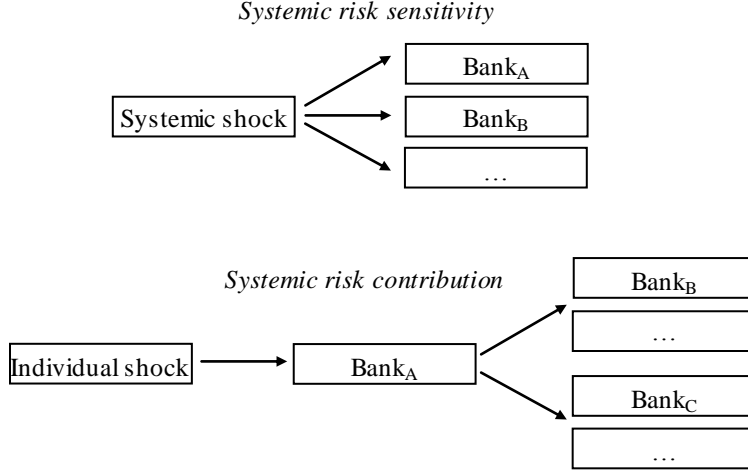 Systemic risk sensitivity
Bank_A
Systemic shock
Bank_B
...
Systemic risk contribution
Bank_B
...
Individual shock
Bank_A
Bank_C
...